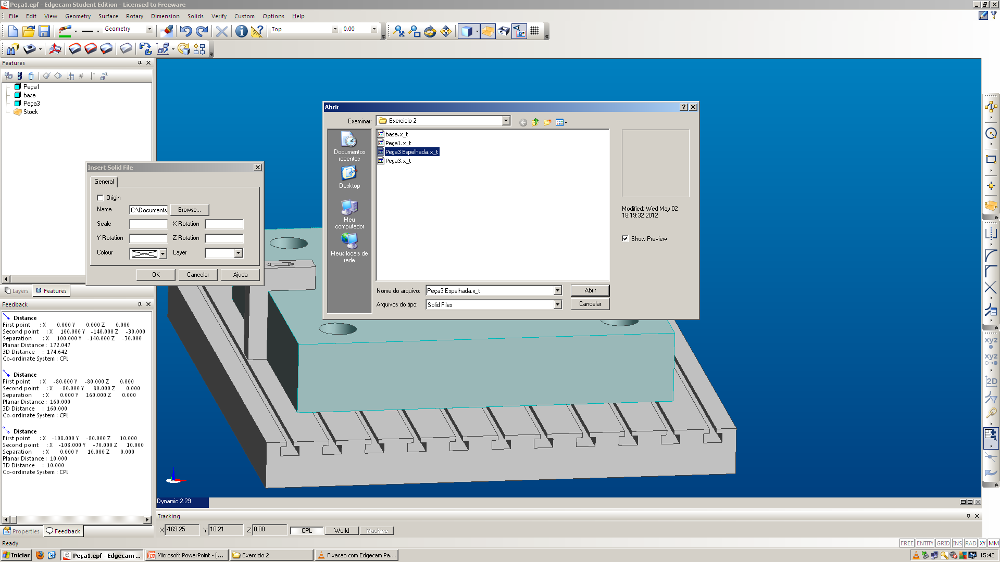 Peça1.epf - Edgecam Student Edition - Licensed to Freeware
File Edit View Geometry Surface Rotary Dimension Solids Verify Custom Options Help
Geometry
Top
0.00
Features
Peça1
base
Peça3
Stock
Layers
Features
Insert Solid File
General
Origin
Name C:\Documents Browse...
Scale X Rotation
Y Rotation Z Rotation
Colour Layer
OK Cancelar Ajuda
Abrir
Examinar: Exercicio 2
Documentos recentes
Desktop
Meu computador
Meus locais de rede
base.x_t
Peça1.x_t
Peça3 Espelhada.x_t
Peça3.x_t
Modified: Wed May 02
18:19:32 2012
Show Preview
Nome do arquivo: Peça3 Espelhada.x_t Abrir
Arquivos do tipo: Solid Files Cancelar
Feedback
Distance
First point : X 0.000 Y 0.000 Z 0.000
Second point : X 100.000 Y -140.000 Z -30.000
Separation : X 100.000 Y -140.000 Z -30.000
Planar Distance : 172.047
3D Distance : 174.642
Co-ordinate System : CPL
Distance
First point : X -80.000 Y -80.000 Z 0.000
Second point : X -80.000 Y 80.000 Z 0.000
Separation : X 0.000 Y 160.000 Z 0.000
Planar Distance : 160.000
3D Distance : 160.000
Co-ordinate System : CPL
Distance
First point : X -108.000 Y -80.000 Z 10.000
Second point : X -108.000 Y -70.000 Z 10.000
Separation : X 0.000 Y 10.000 Z 0.000
Planar Distance : 10.000
3D Distance : 10.000
Co-ordinate System : CPL
Properties
Feedback
xyz
xyz
2D
Dynamic 2.29
Tracking
X -169.25 Y 10.21 Z 0.00 CPL World Machine
Ready
FREE ENTITY GRID INS RAD XY MM
Iniciar
Peça1.epf - Edgecam ...
Microsoft PowerPoint - [...
Exercicio 2
Fixacao com Edgecam Pa...
15:42